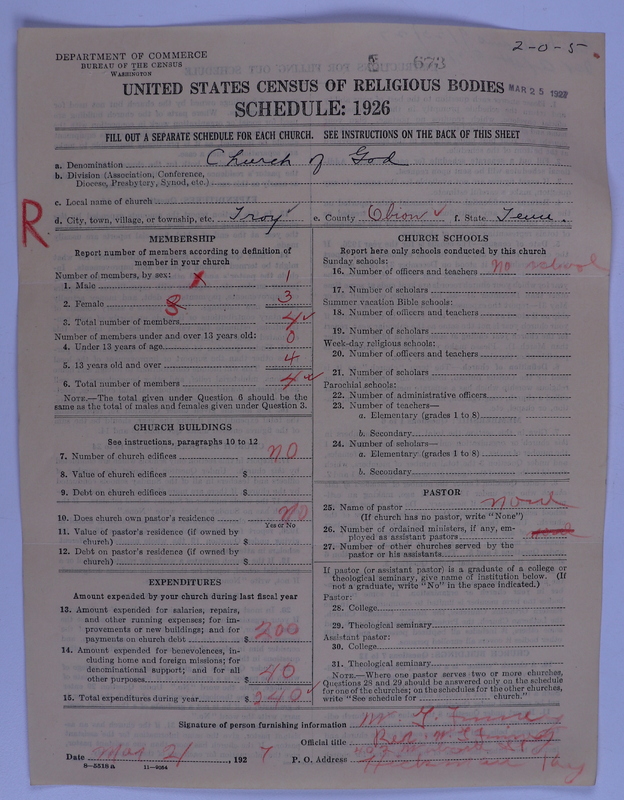 2-0-5
DEPARTMENT OF COMMERCE
BUREAU OF THE CENSUS
WASHINGTON
673
UNITED STATES CENSUS OF RELIGIOUS BODIES
MAR 25 1927
SCHEDULE: 1926
FILL OUT A SEPARATE SCHEDULE FOR EACH CHURCH. SEE INSTRUCTIONS ON THE BACK OF THIS SHEET
a. Denomination Church of God
b. Division (Association, Conference,
Diocese, Presbytery, Synod, etc.)
c. Local name of church
R
d. City, town, village, or township, etc. Troy e. County Obion f. State Tenn.
MEMBERSHIP
Report number of members according to definition of
member in your church
Number of members, by sex:
1. Male 1
2. Female 3
3. Total number of members 4
Number of members under and over 13 years old:
4. Under 13 years of age 0
5. 13 years old and over 4
6. Total number of members 4
NOTE.—The total given under Question 6 should be
same as the total of males and females given under Question 3.
CHURCH BUILDINGS
See instructions, paragraphs 10 to 12
7. Number of church edifices no
8. Value of church edifices $
9. Debt on church edifices $
10. Does church own pastor's residence no
Yes or No
11. Value of pastor's residence (if owned by
church) $
12. Debt on pastor's residence (if owned by
church) $
EXPENDITURES
Amount expended by your church during last fiscal year
13. Amount expended for salaries, repairs,
and other running expenses; for im-
provements or new buildings; and for
payments on church debt $ 200
14. Amount expended for benevolences, in-
cluding home and foreign missions; for
denominational support; and for all
other purposes $ 40
15. Total expenditures during year $ 240
CHURCH SCHOOLS
Report here only schools conducted by this church
Sunday schools:
16. Number of officers and teachers no school
17. Number of scholars
Summer vacation Bible schools:
18. Number of officers and teachers
19. Number of scholars
Week-day religious schools:
20. Number of officers and teachers
21. Number of scholars
Parochial schools:
22. Number of administrative officers
23. Number of teachers—
a. Elementary (grades 1 to 8)
b. Secondary
24. Number of scholars—
a. Elementary (grades 1 to 8)
b. Secondary
PASTOR
25. Name of pastor none
(If church has no pastor, write "None")
26. Number of ordained ministers, if any, em-
ployed as assistant pastors
27. Number of other churches served by the
pastor or his assistants
If pastor (or assistant pastor) is a graduate of a college or
theological seminary, give name of institution below. (If
not a graduate, write "No" in the space indicated.)
Pastor:
28. College
29. Theological seminary
Assistant pastor:
30. College
31. Theological seminary
NOTE.—Where one pastor serves two or more churches,
Questions 28 and 29 should be answered only on the schedule
for one of the churches; on the schedules for the other churches,
write "See schedule for church."
Signature of person furnishing information
Official title
Date Mar 21, 1927 P. O. Address
8-5518a 11-9084